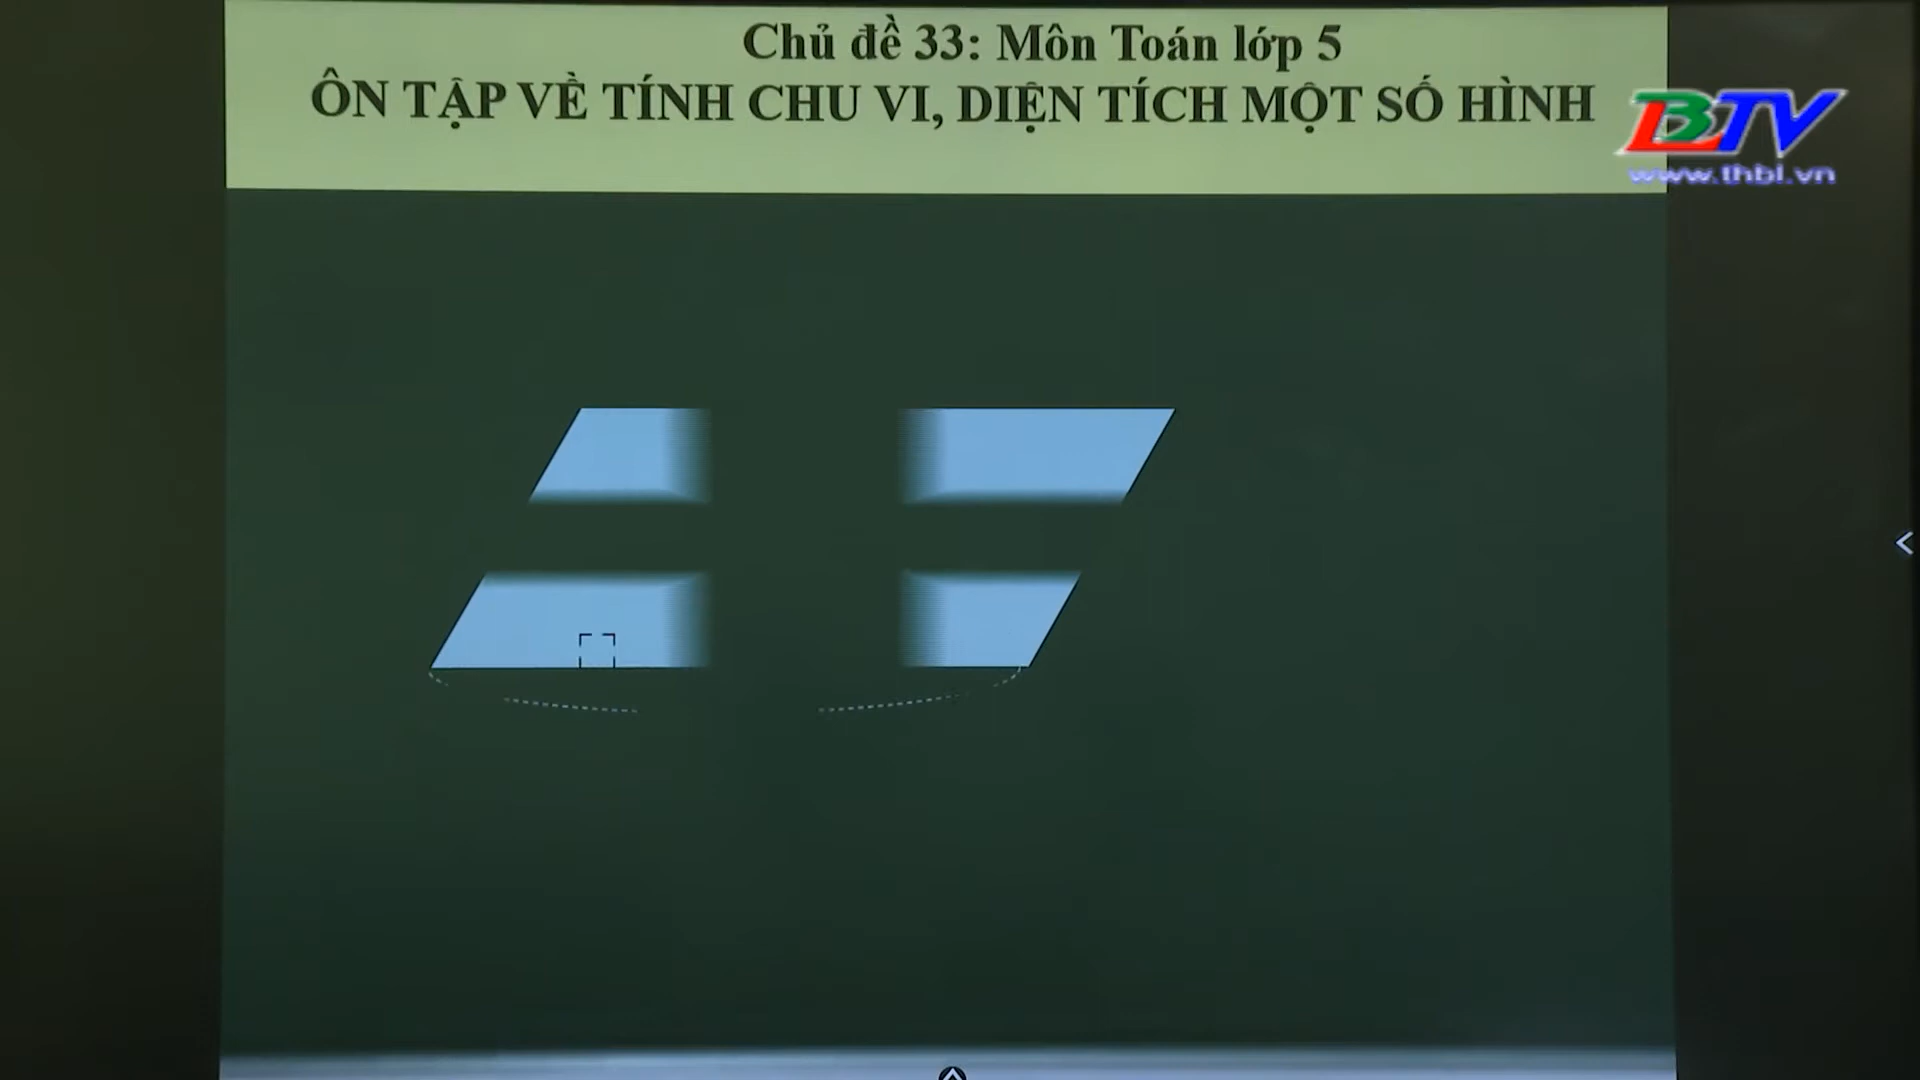 Chủ đề 33: Môn Toán lớp 5
ÔN TẬP VỀ TÍNH CHU VI, DIỆN TÍCH MỘT SỐ HÌNH
BTV
www.thbl.vn